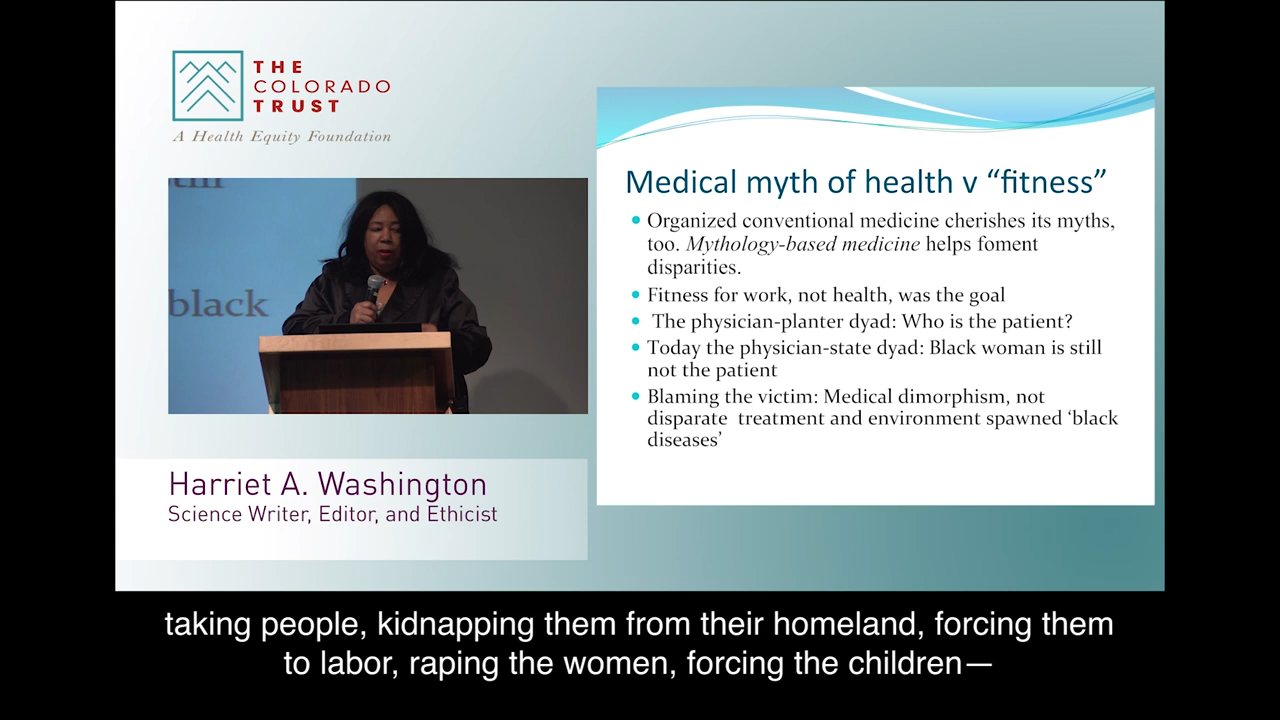 THE
COLORADO
TRUST
A Health Equity Foundation
black
Harriet A. Washington
Science Writer, Editor, and Ethicist
Medical myth of health v “fitness”
• Organized conventional medicine cherishes its myths,
too. Mythology-based medicine helps foment
disparities.
• Fitness for work, not health, was the goal
• The physician-planter dyad: Who is the patient?
• Today the physician-state dyad: Black woman is still
not the patient
• Blaming the victim: Medical dimorphism, not
disparate treatment and environment spawned ‘black
diseases’
taking people, kidnapping them from their homeland, forcing them
to labor, raping the women, forcing the children—